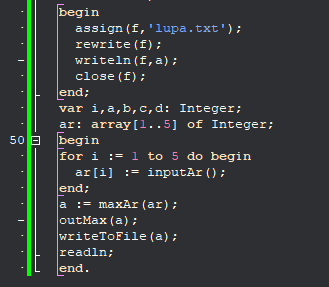 begin
assign(f,'lupa.txt');
rewrite(f);
writeln(f,a);
close(f);
end;
var i,a,b,c,d: Integer;
ar: array[1..5] of Integer;
50 begin
for i := 1 to 5 do begin
ar[i] := inputAr();
end;
a := maxAr(ar);
outMax(a);
writeToFile(a);
readln;
end.